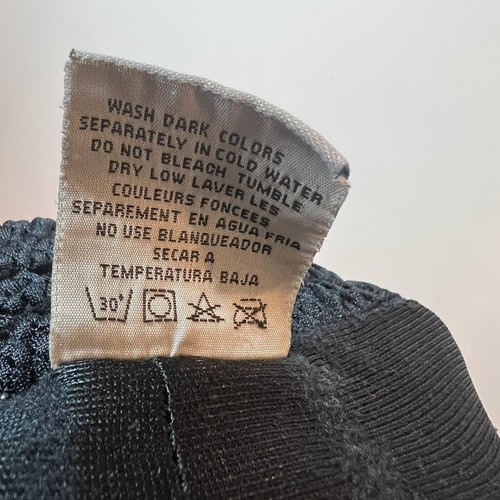 WASH DARK COLORS
SEPARATELY IN COLD WATER
DO NOT BLEACH TUMBLE
DRY LOW LAVER LES
COULEURS FONCEES
SEPAREMENT EN AGUA FRIA
NO USE BLANQUEADOR
SECAR A
TEMPERATURA BAJA
30°